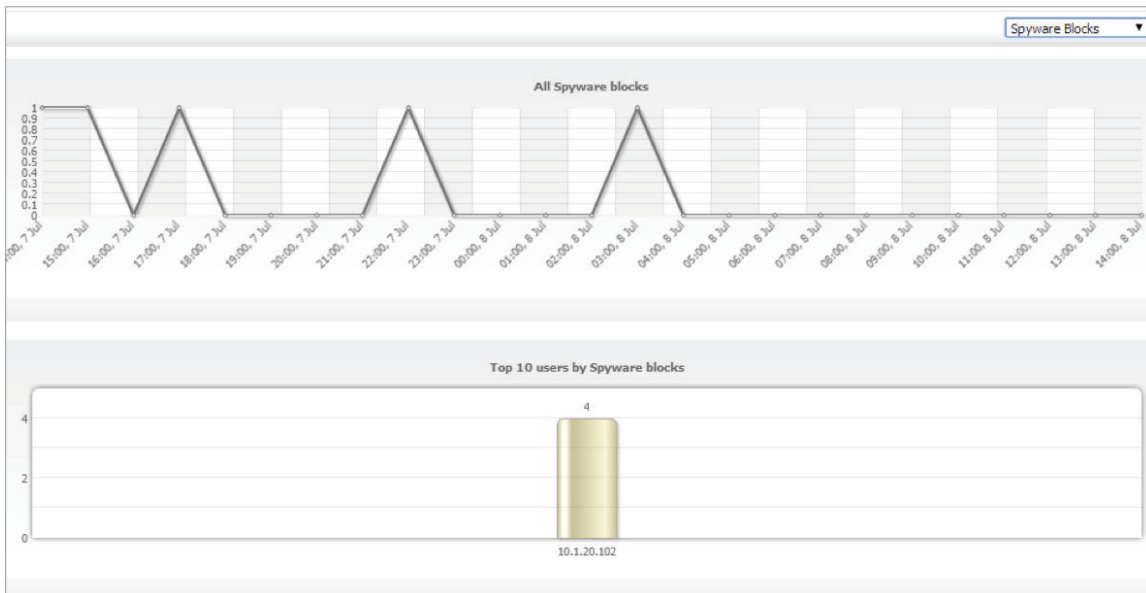 Spyware Blocks
All Spyware blocks
1
0.9
0.8
0.7
0.6
0.5
0.4
0.3
0.2
0.1
0
:00, 7 Jul
15:00, 7 Jul
16:00, 7 Jul
17:00, 7 Jul
18:00, 7 Jul
19:00, 7 Jul
20:00, 7 Jul
21:00, 7 Jul
22:00, 7 Jul
23:00, 7 Jul
00:00, 8 Jul
01:00, 8 Jul
02:00, 8 Jul
03:00, 8 Jul
04:00, 8 Jul
05:00, 8 Jul
06:00, 8 Jul
07:00, 8 Jul
08:00, 8 Jul
09:00, 8 Jul
10:00, 8 Jul
11:00, 8 Jul
12:00, 8 Jul
13:00, 8 Jul
14:00, 8 Jul
Top 10 users by Spyware blocks
4
4
2
0
10.1.20.102